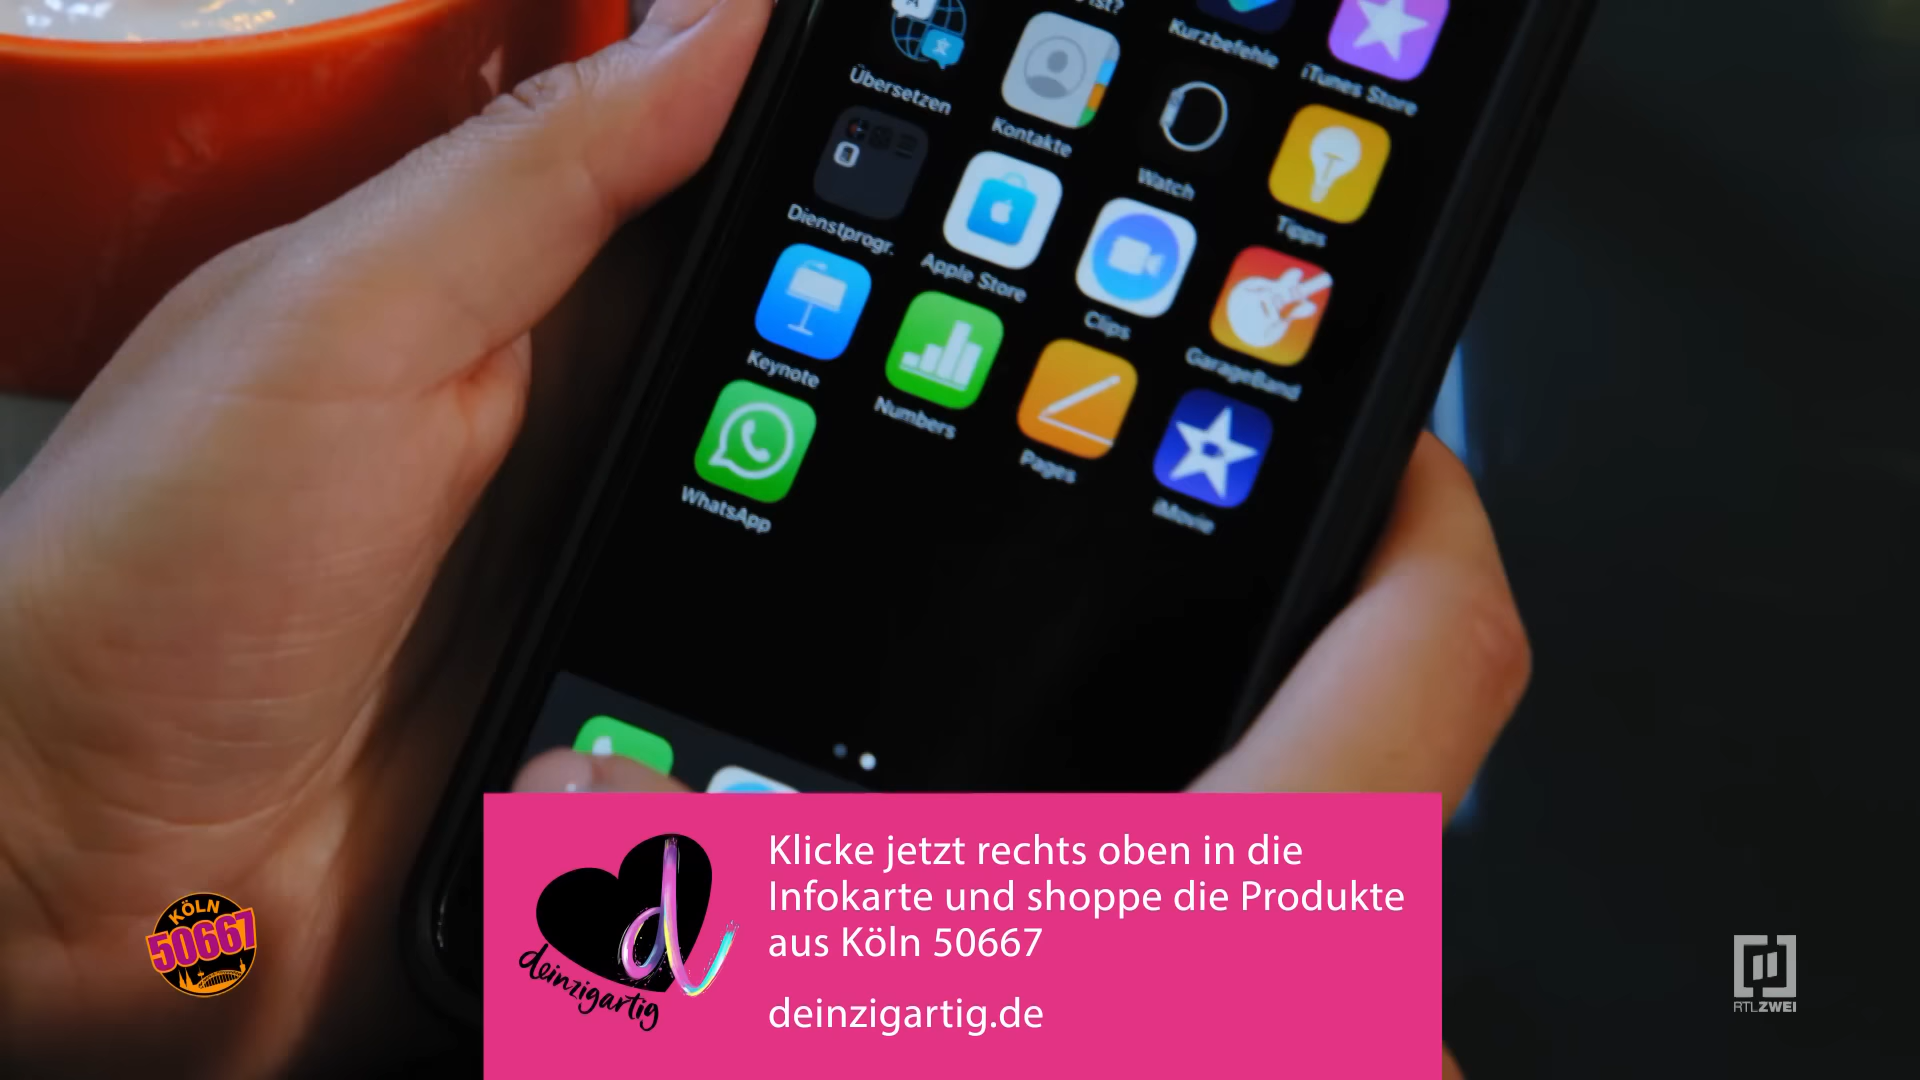 Kurzbefehle
iTunes Store
Übersetzen
Kontakte
Watch
Tipps
Dienstprogr.
Apple Store
Clips
GarageBand
Keynote
Numbers
Pages
iMovie
WhatsApp
Klicke jetzt rechts oben in die
Infokarte und shoppe die Produkte
aus Köln 50667
deinzigartig.de
d
deinzigartig
KÖLN
50667
RTLZWEI